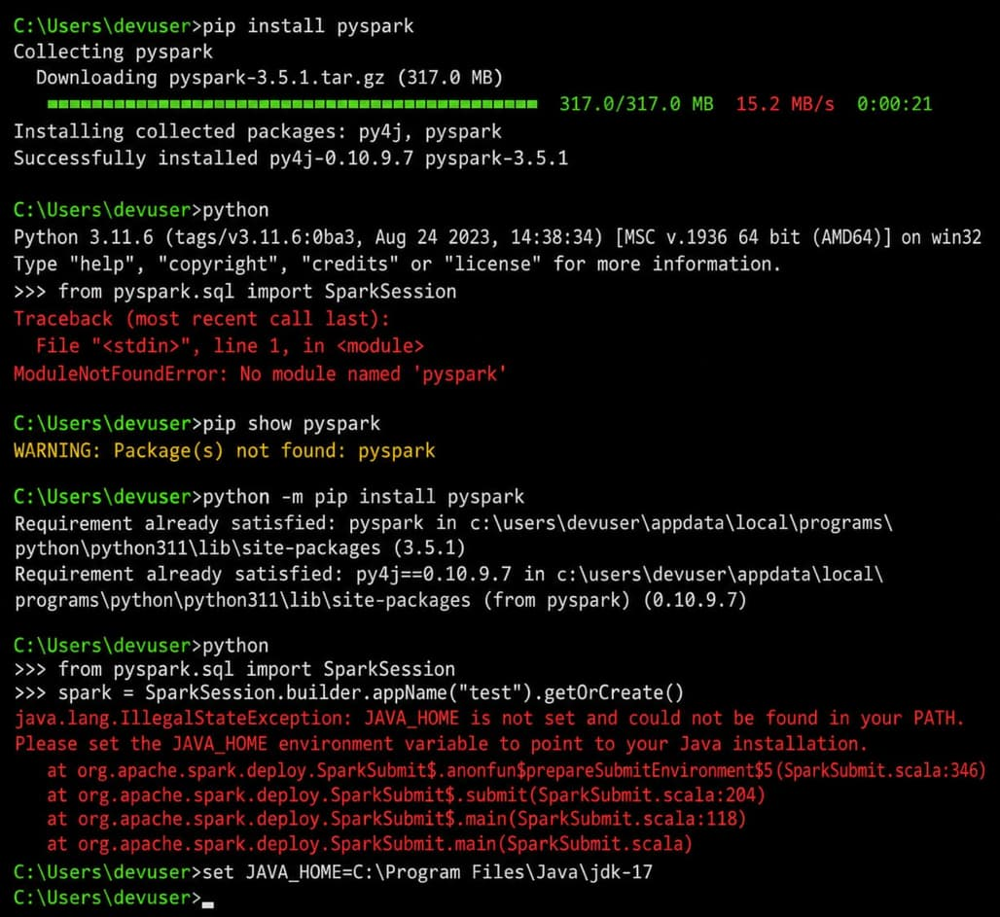 C:\Users\devuser>pip install pyspark
Collecting pyspark
  Downloading pyspark-3.5.1.tar.gz (317.0 MB)
317.0/317.0 MB  15.2 MB/s  0:00:21
Installing collected packages: py4j, pyspark
Successfully installed py4j-0.10.9.7 pyspark-3.5.1
C:\Users\devuser>python
Python 3.11.6 (tags/v3.11.6:0ba3, Aug 24 2023, 14:38:34) [MSC v.1936 64 bit (AMD64)] on win32
Type "help", "copyright", "credits" or "license" for more information.
>>> from pyspark.sql import SparkSession
Traceback (most recent call last):
  File "<stdin>", line 1, in <module>
ModuleNotFoundError: No module named 'pyspark'
C:\Users\devuser>pip show pyspark
WARNING: Package(s) not found: pyspark
C:\Users\devuser>python -m pip install pyspark
Requirement already satisfied: pyspark in c:\users\devuser\appdata\local\programs\
python\python311\lib\site-packages (3.5.1)
Requirement already satisfied: py4j==0.10.9.7 in c:\users\devuser\appdata\local\
programs\python\python311\lib\site-packages (from pyspark) (0.10.9.7)
C:\Users\devuser>python
>>> from pyspark.sql import SparkSession
>>> spark = SparkSession.builder.appName("test").getOrCreate()
java.lang.IllegalStateException: JAVA_HOME is not set and could not be found in your PATH.
Please set the JAVA_HOME environment variable to point to your Java installation.
   at org.apache.spark.deploy.SparkSubmit$.anonfun$prepareSubmitEnvironment$5(SparkSubmit.scala:346)
   at org.apache.spark.deploy.SparkSubmit$.submit(SparkSubmit.scala:204)
   at org.apache.spark.deploy.SparkSubmit$.main(SparkSubmit.scala:118)
   at org.apache.spark.deploy.SparkSubmit.main(SparkSubmit.scala)
C:\Users\devuser>set JAVA_HOME=C:\Program Files\Java\jdk-17
C:\Users\devuser>